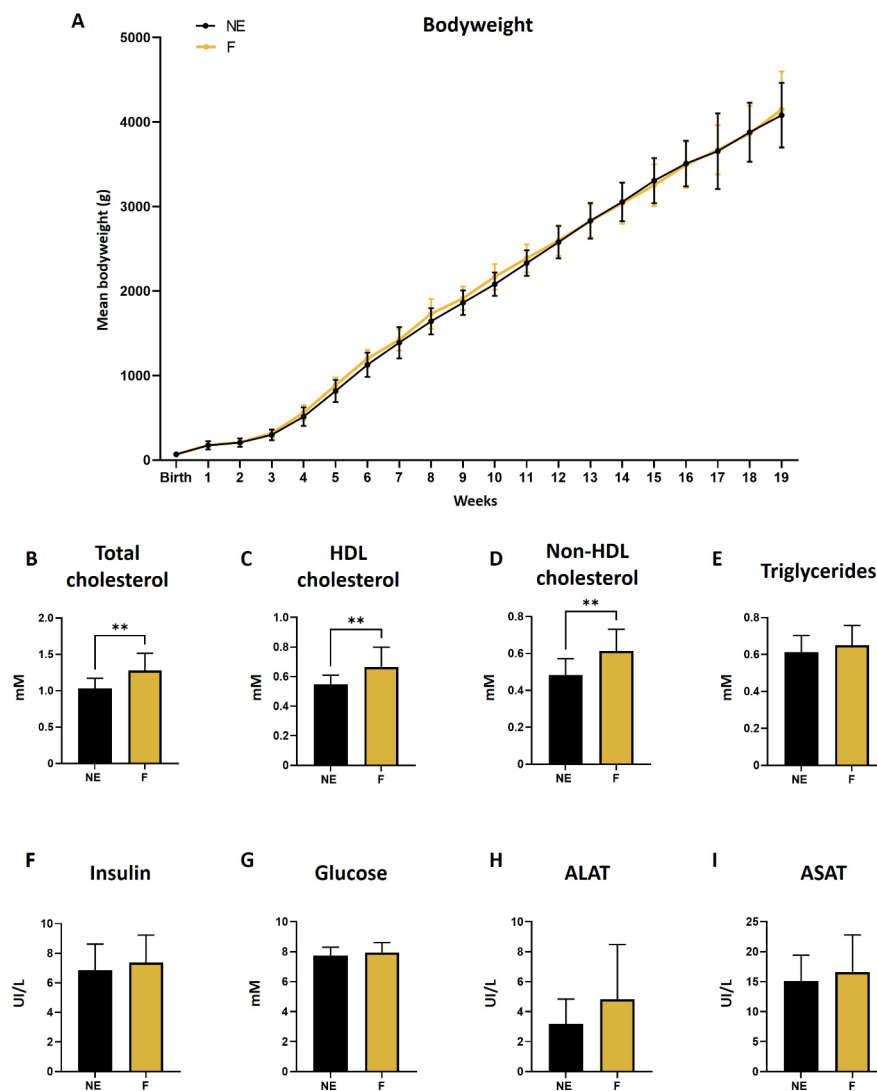 A
NE
F
Bodyweight
5000
4000
3000
2000
1000
0
Mean bodyweight (g)
Birth 1 2 3 4 5 6 7 8 9 10 11 12 13 14 15 16 17 18 19
Weeks
B
Total
cholesterol
**
2.0
1.5
1.0
0.5
0
mM
NE F
C
HDL
cholesterol
**
1.0
0.8
0.6
0.4
0.2
0
mM
NE F
D
Non-HDL
cholesterol
**
0.8
0.6
0.4
0.2
0
mM
NE F
E
Triglycerides
0.8
0.6
0.4
0.2
0
mM
NE F
F
Insulin
10
8
6
4
2
0
UI/L
NE F
G
Glucose
10
8
6
4
2
0
mM
NE F
H
ALAT
10
8
6
4
2
0
UI/L
NE F
I
ASAT
25
20
15
10
5
0
UI/L
NE F